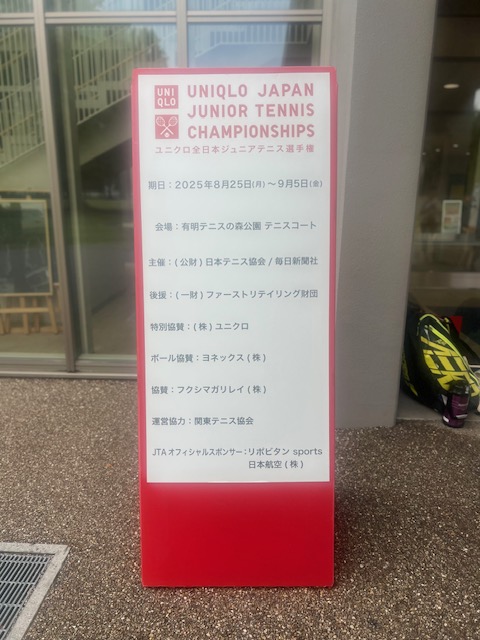 UNI
QLO
UNIQLO JAPAN
JUNIOR TENNIS
CHAMPIONSHIPS
ユニクロ全日本ジュニアテニス選手権
期日：2025年8月25日(月)～9月5日(金)
会場：有明テニスの森公園 テニスコート
主催：(公財)日本テニス協会/毎日新聞社
後援：(一財)ファーストリテイリング財団
特別協賛：(株)ユニクロ
ボール協賛：ヨネックス(株)
協賛：フクシマガリレイ(株)
運営協力：関東テニス協会
JTAオフィシャルスポンサー：リポビタン sports
日本航空(株)